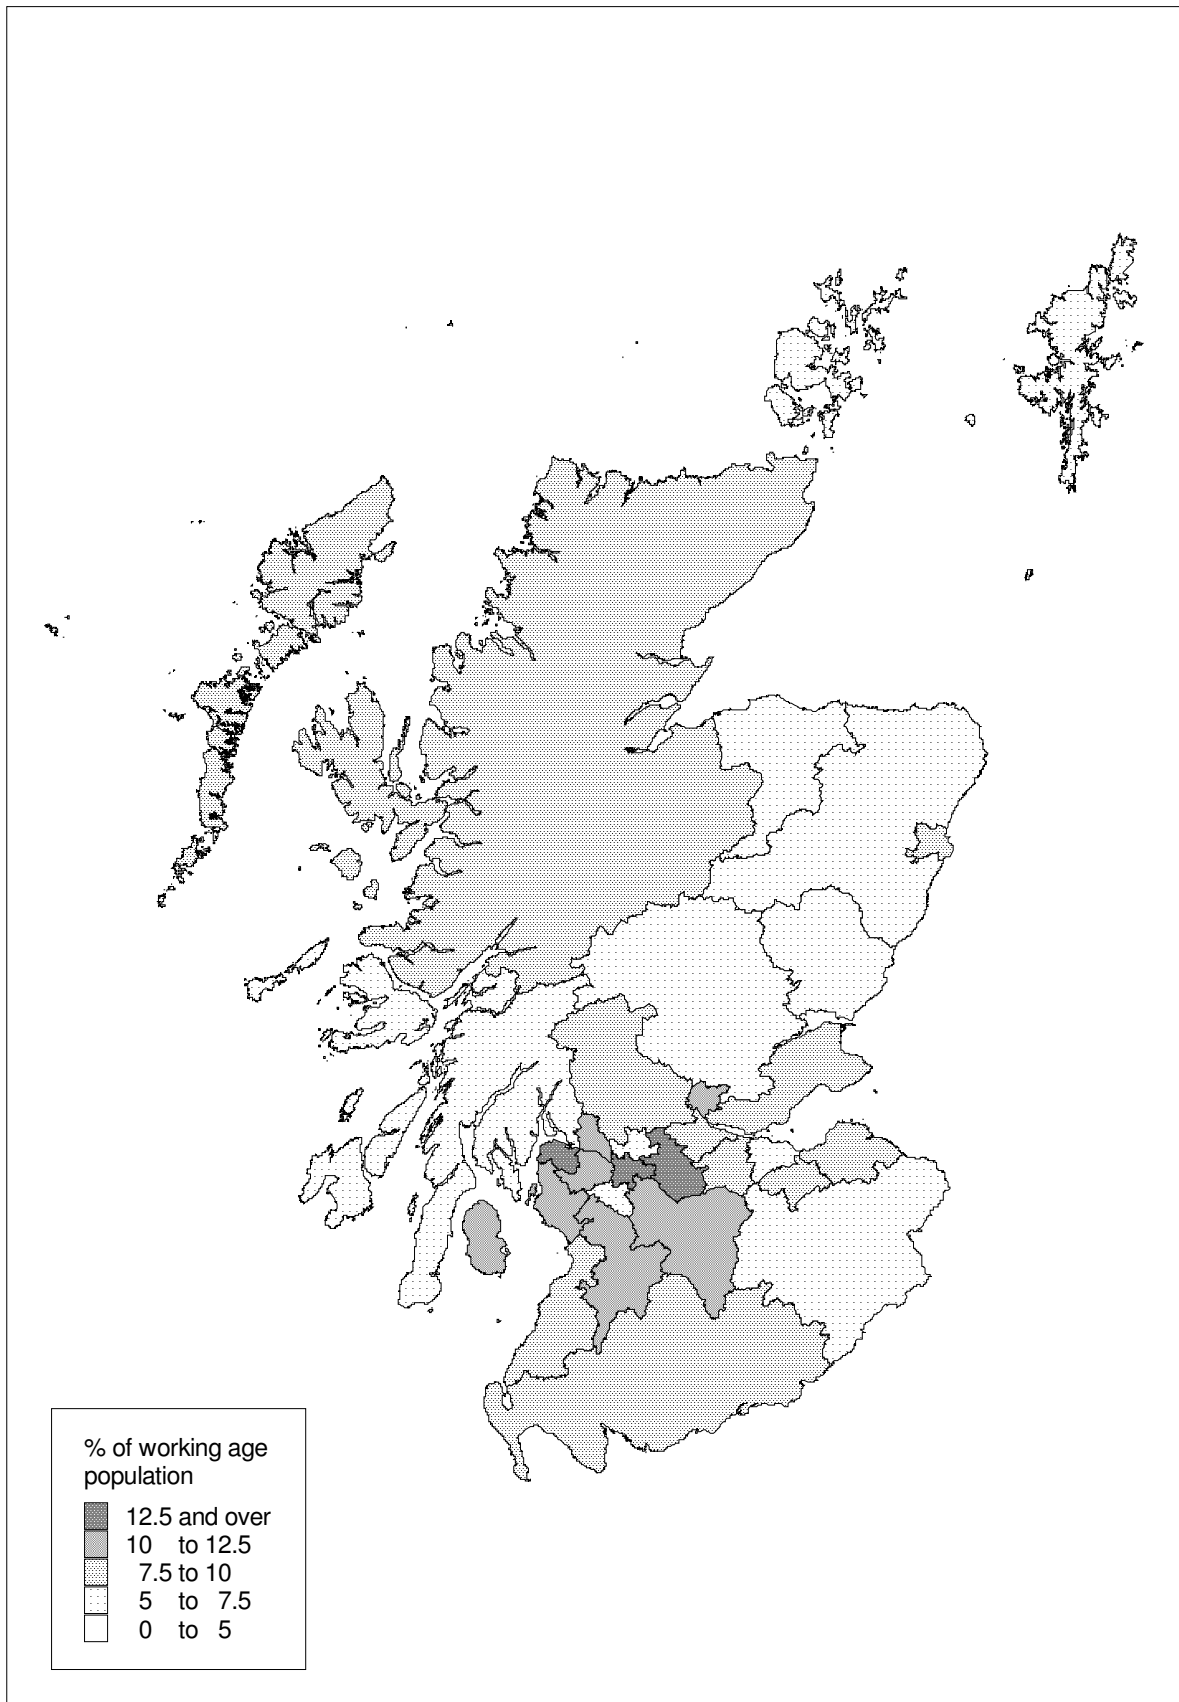 % of working age
population
12.5 and over
10 to 12.5
7.5 to 10
5 to 7.5
0 to 5